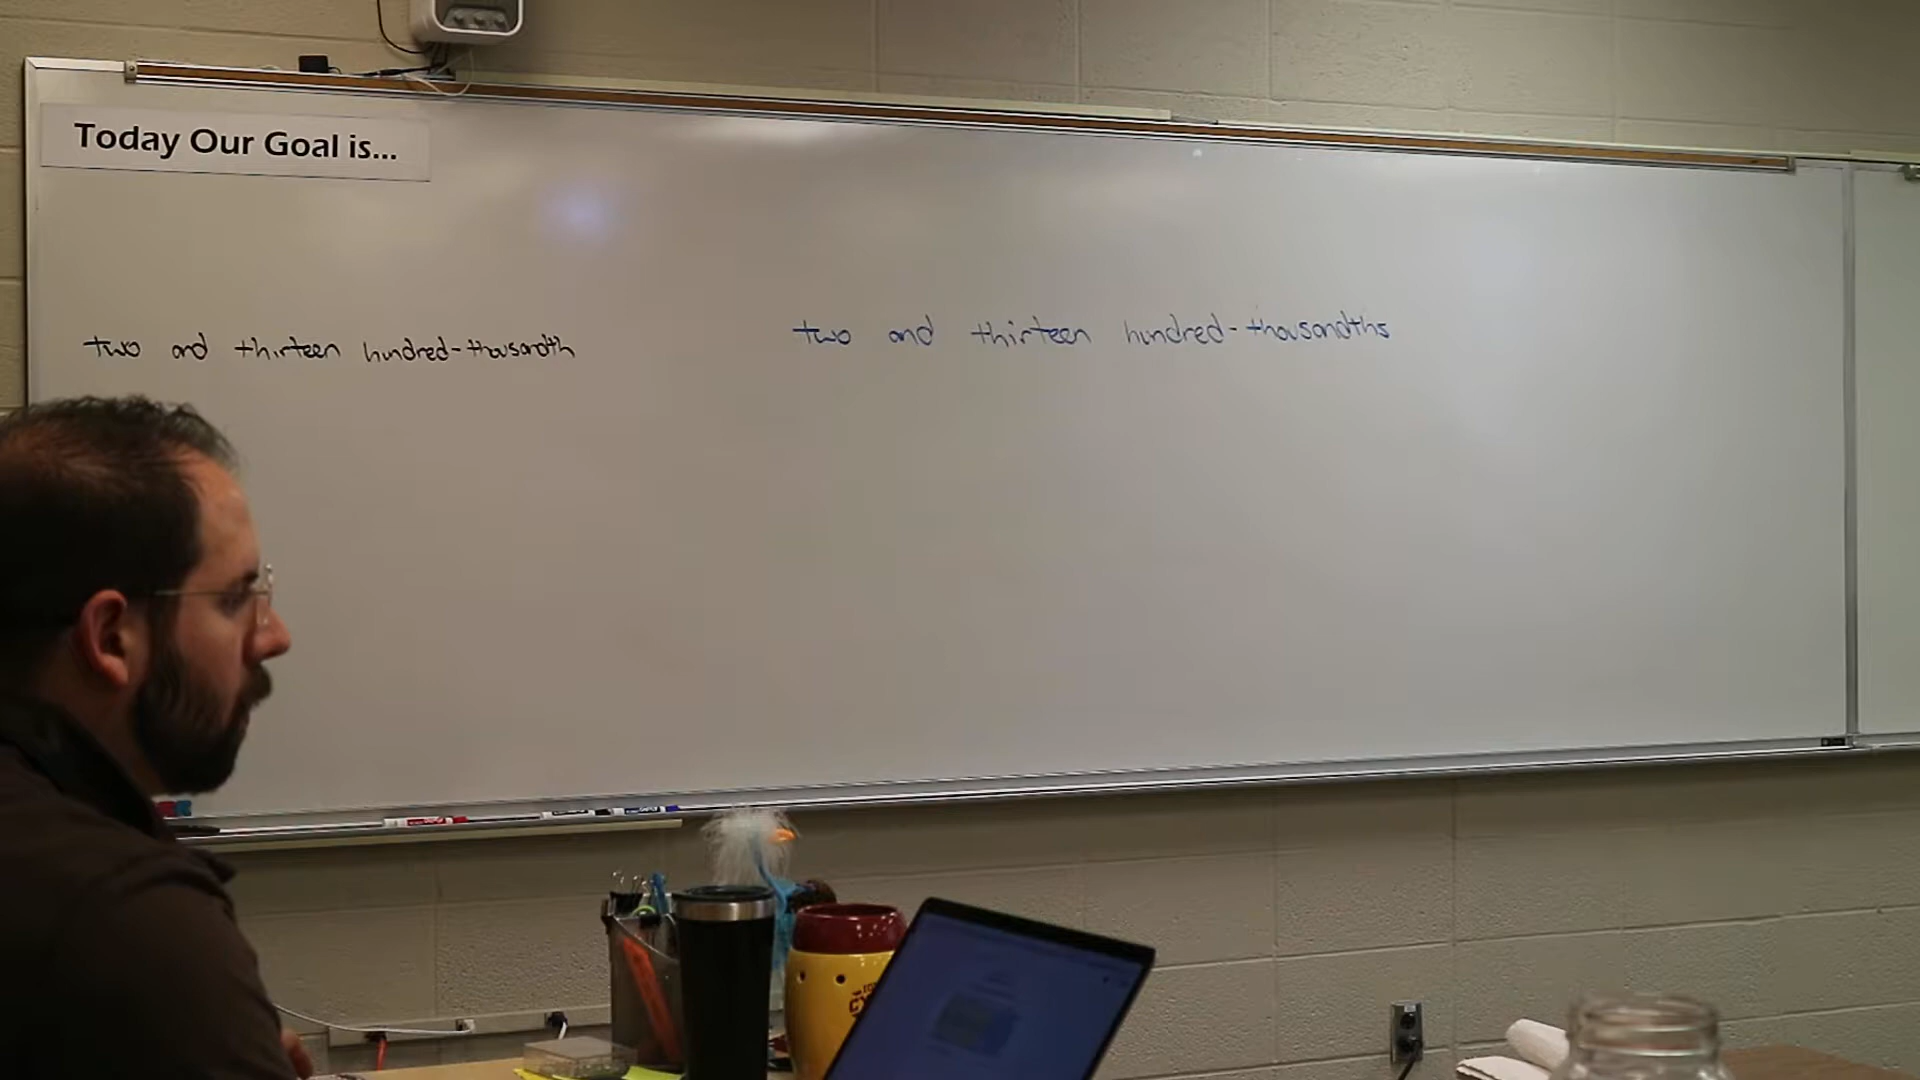 Today Our Goal is...
two and thirteen hundred-thousandth
two and thirteen hundred-thousandths